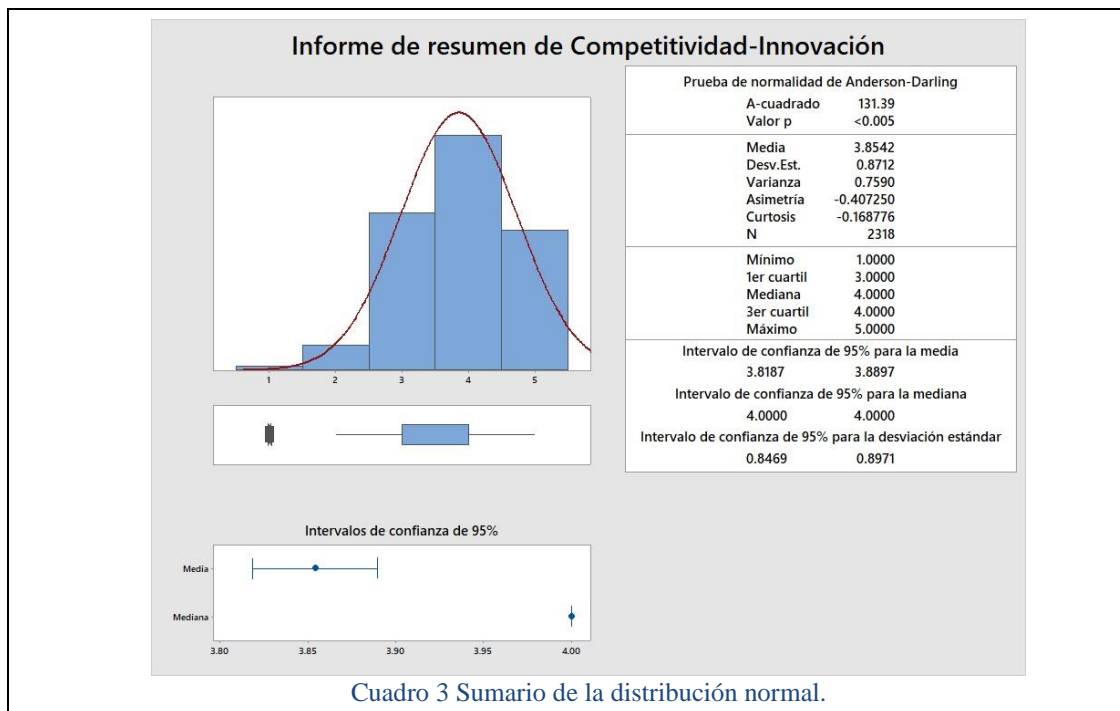 Informe de resumen de Competitividad-Innovación
1 2 3 4 5
Intervalos de confianza de 95%
Media
Mediana
3.80 3.85 3.90 3.95 4.00
Prueba de normalidad de Anderson-Darling
A-cuadrado 131.39
Valor p <0.005
Media 3.8542
Desv.Est. 0.8712
Varianza 0.7590
Asimetría -0.407250
Curtosis -0.168776
N 2318
Mínimo 1.0000
1er cuartil 3.0000
Mediana 4.0000
3er cuartil 4.0000
Máximo 5.0000
Intervalo de confianza de 95% para la media
3.8187 3.8897
Intervalo de confianza de 95% para la mediana
4.0000 4.0000
Intervalo de confianza de 95% para la desviación estándar
0.8469 0.8971
Cuadro 3 Sumario de la distribución normal.